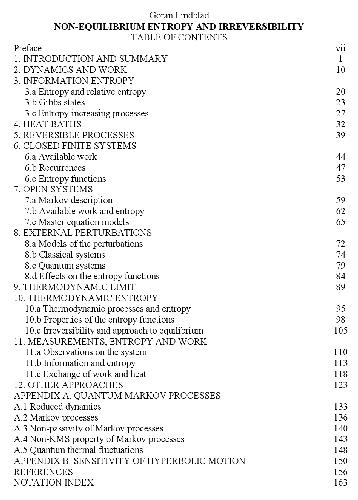 Göran Lindblad
NON-EQUILIBRIUM ENTROPY AND IRREVERSIBILITY
TABLE OF CONTENTS
Preface vii
1. INTRODUCTION AND SUMMARY 1
2. DYNAMICS AND WORK 10
3. INFORMATION ENTROPY
3.a Entropy and relative entropy 20
3.b Gibbs states 23
3.c Entropy increasing processes 27
4. HEAT BATHS 32
5. REVERSIBLE PROCESSES 39
6. CLOSED FINITE SYSTEMS
6.a Available work 44
6.b Recurrences 47
6.c Entropy functions 53
7. OPEN SYSTEMS
7.a Markov description 59
7.b Available work and entropy 62
7.c Master equation models 65
8. EXTERNAL PERTURBATIONS
8.a Models of the perturbations 72
8.b Classical systems 74
8.c Quantum systems 79
8.d Effects on the entropy functions 84
9. THERMODYNAMIC LIMIT 89
10. THERMODYNAMIC ENTROPY
10.a Thermodynamic processes and entropy 95
10.b Properties of the entropy functions 98
10.c Irreversibility and approach to equilibrium 105
11. MEASUREMENTS, ENTROPY AND WORK
11.a Observations on the system 110
11.b Information and entropy 113
11.c Exchange of work and heat 118
12. OTHER APPROACHES 123
APPENDIX A. QUANTUM MARKOV PROCESSES
A.1 Reduced dynamics 133
A.2 Markov processes 136
A.3 Non-passivity of Markov processes 140
A.4 Non-KMS property of Markov processes 143
A.5 Quantum thermal fluctuations 148
APPENDIX B. SENSITIVITY OF HYPERBOLIC MOTION 150
REFERENCES 156
NOTATION INDEX 163